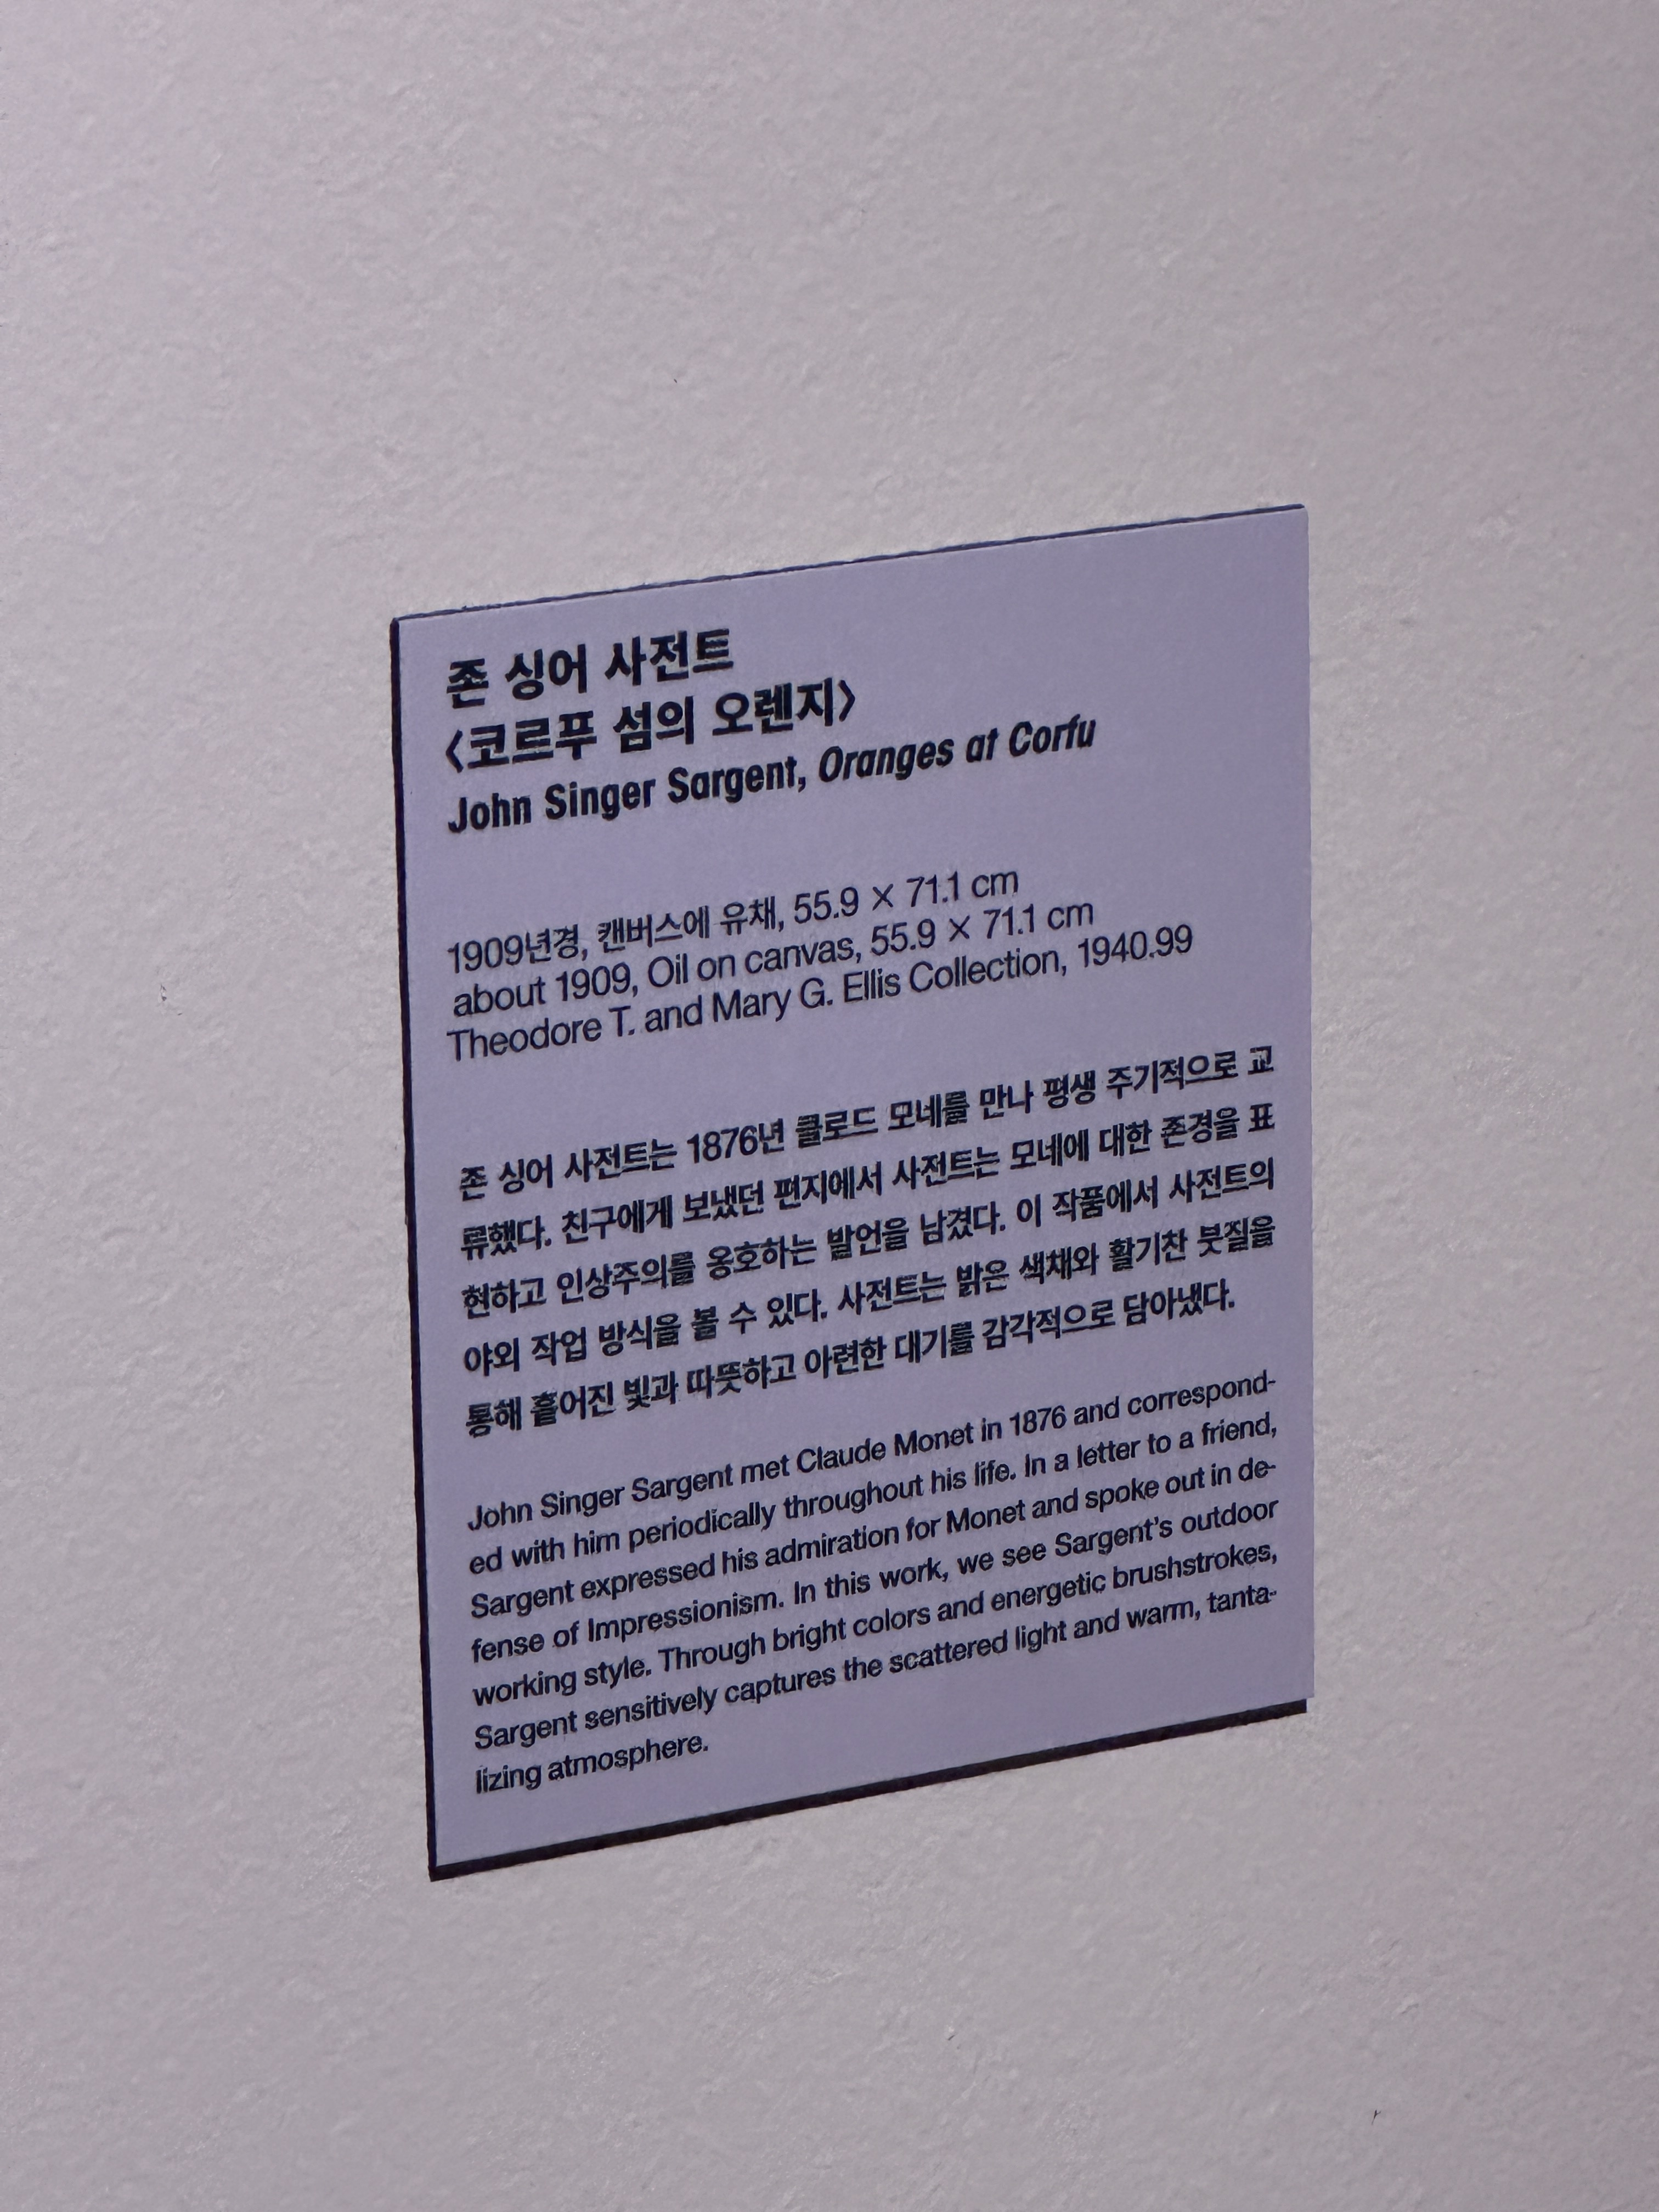 존 싱어 사전트
〈코르푸 섬의 오렌지〉
John Singer Sargent, Oranges at Corfu
1909년경, 캔버스에 유채, 55.9 × 71.1 cm
about 1909, Oil on canvas, 55.9 × 71.1 cm
Theodore T. and Mary G. Ellis Collection, 1940.99
존 싱어 사전트는 1876년 클로드 모네를 만나 평생 주기적으로 교
류했다. 친구에게 보냈던 편지에서 사전트는 모네에 대한 존경을 표
현하고 인상주의를 옹호하는 발언을 남겼다. 이 작품에서 사전트의
야외 작업 방식을 볼 수 있다. 사전트는 밝은 색채와 활기찬 붓질을
통해 흩어진 빛과 따뜻하고 아련한 대기를 감각적으로 담아냈다.
John Singer Sargent met Claude Monet in 1876 and correspond-
ed with him periodically throughout his life. In a letter to a friend,
Sargent expressed his admiration for Monet and spoke out in de-
fense of Impressionism. In this work, we see Sargent's outdoor
working style. Through bright colors and energetic brushstrokes,
Sargent sensitively captures the scattered light and warm, tanta-
lizing atmosphere.